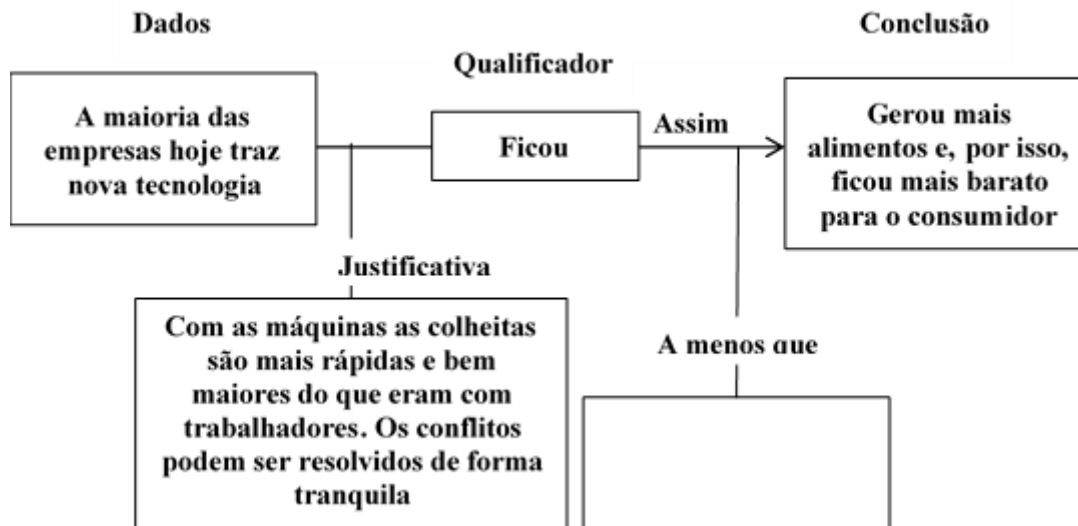 Dados
Conclusão
Qualificador
A maioria das
empresas hoje traz
nova tecnologia
Ficou
Assim
Gerou mais
alimentos e, por isso,
ficou mais barato
para o consumidor
Justificativa
Com as máquinas as colheitas
são mais rápidas e bem
maiores do que eram com
trabalhadores. Os conflitos
podem ser resolvidos de forma
tranquila
A menos que